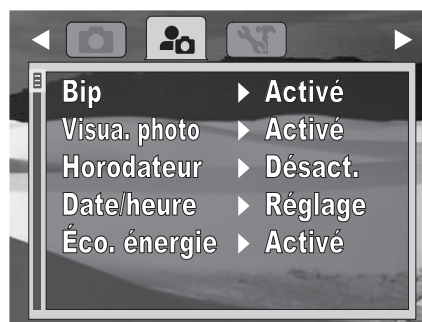 Bip Activé
Visua. photo Activé
Horodateur Désact.
Date/heure Réglage
Éco. énergie Activé